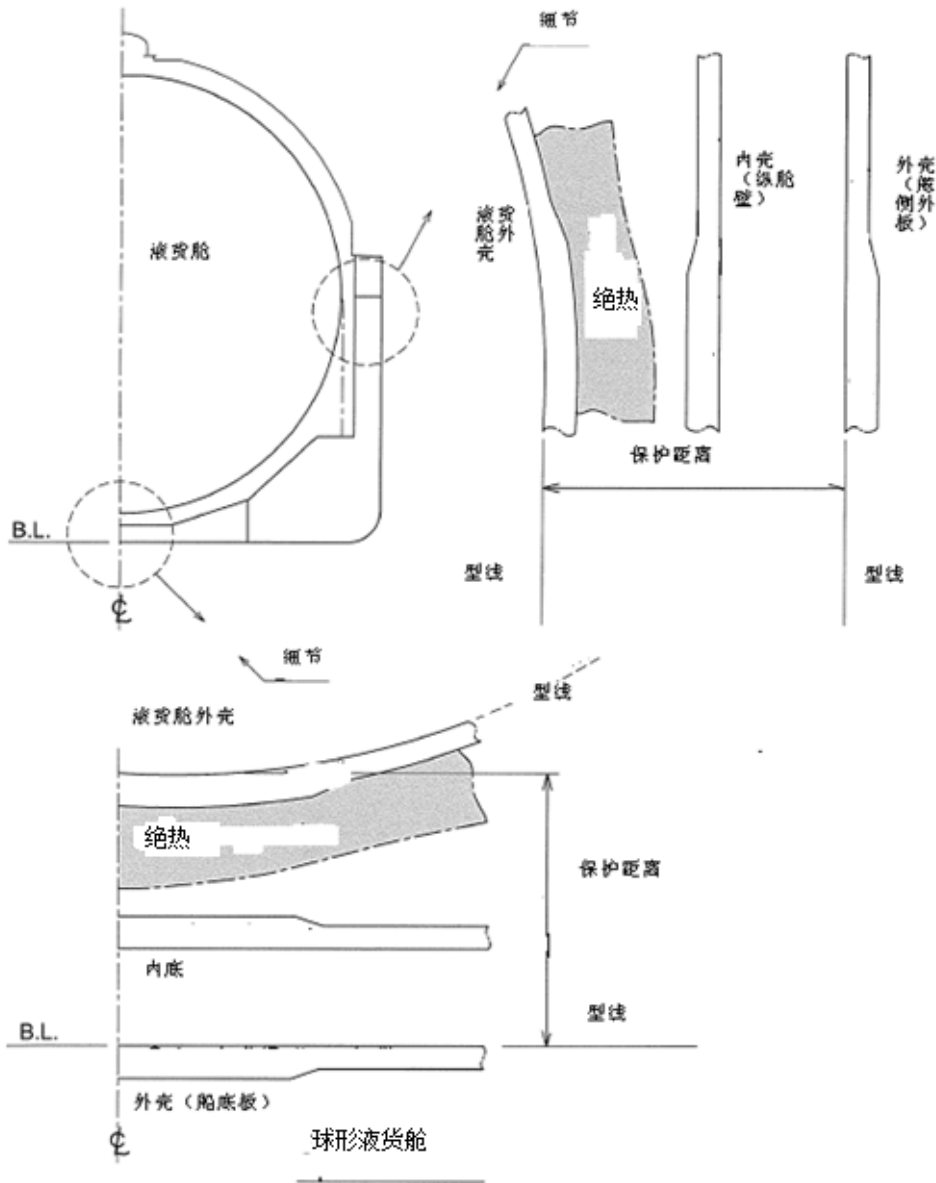 细节
液货舱
B.L.
℄
液货
舱外
壳
绝热
内壳
(纵舱
壁)
外壳
(舷
侧外
板)
保护距离
型线
型线
细节
液货舱外壳
型线
绝热
保护距离
内底
型线
B.L.
外壳(船底板)
℄
球形液货舱